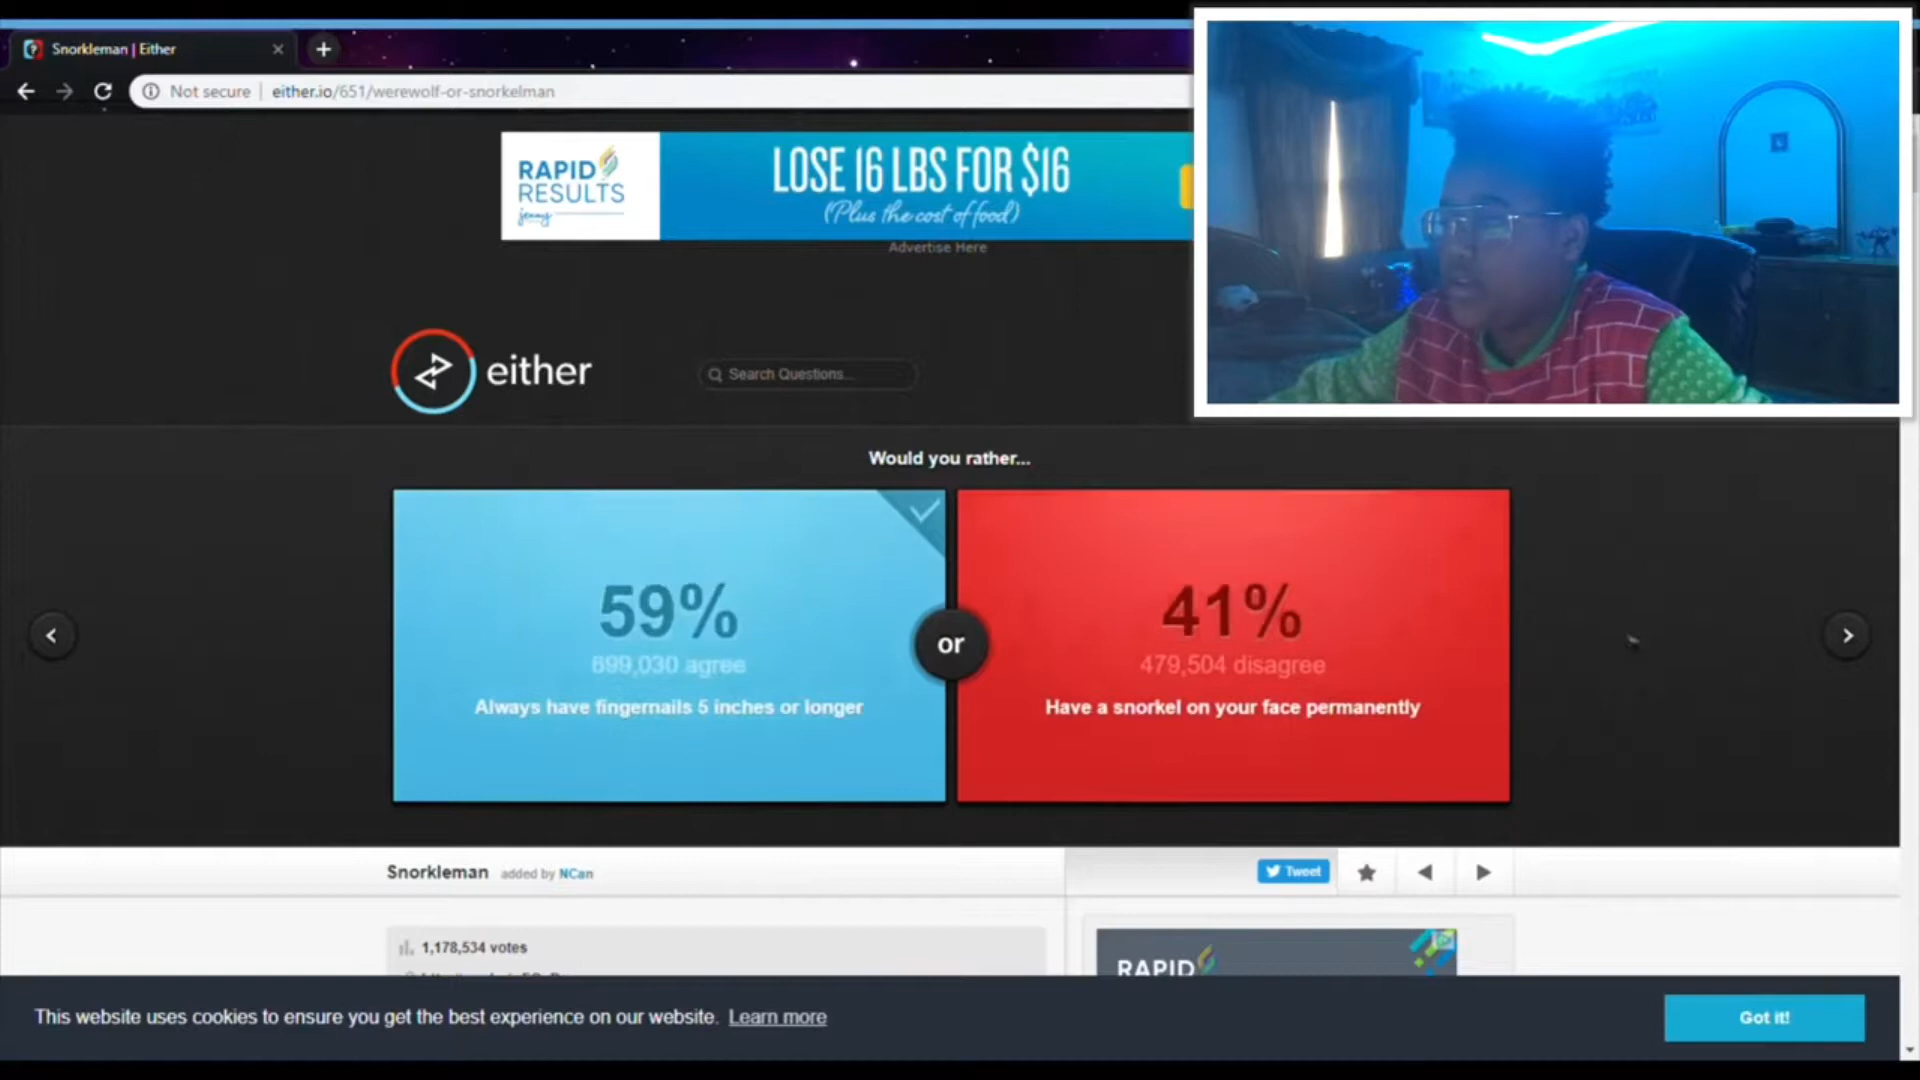 Snorkleman | Either
Not secure | either.io/651/werewolf-or-snorkelman
RAPID
RESULTS
jenny
LOSE 16 LBS FOR $16
(Plus the cost of food)
Advertise Here
either
Search Questions...
Would you rather...
59%
699,030 agree
Always have fingernails 5 inches or longer
or
41%
479,504 disagree
Have a snorkel on your face permanently
Snorkleman added by NCan
Tweet
1,178,534 votes
RAPID
This website uses cookies to ensure you get the best experience on our website. Learn more
Got it!